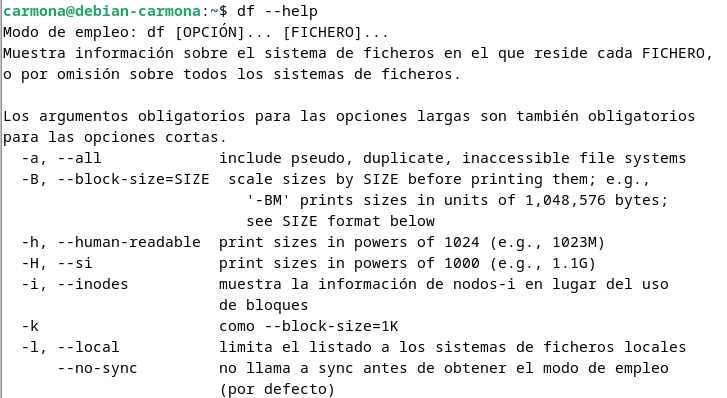 carmona@debian-carmona:~$ df --help
Modo de empleo: df [OPCIÓN]... [FICHERO]...
Muestra información sobre el sistema de ficheros en el que reside cada FICHERO,
o por omisión sobre todos los sistemas de ficheros.

Los argumentos obligatorios para las opciones largas son también obligatorios
para las opciones cortas.
  -a, --all             include pseudo, duplicate, inaccessible file systems
  -B, --block-size=SIZE  scale sizes by SIZE before printing them; e.g.,
                           '-BM' prints sizes in units of 1,048,576 bytes;
                           see SIZE format below
  -h, --human-readable  print sizes in powers of 1024 (e.g., 1023M)
  -H, --si              print sizes in powers of 1000 (e.g., 1.1G)
  -i, --inodes          muestra la información de nodos-i en lugar del uso
                        de bloques
  -k                    como --block-size=1K
  -l, --local           limita el listado a los sistemas de ficheros locales
      --no-sync         no llama a sync antes de obtener el modo de empleo
                        (por defecto)